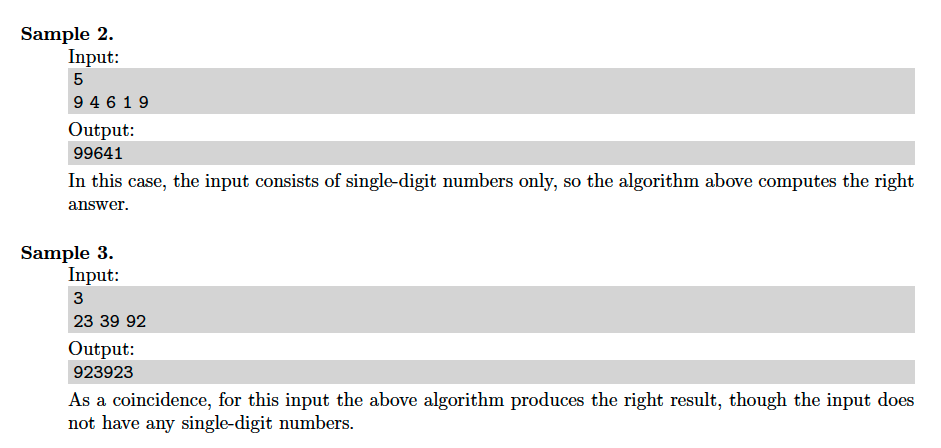 Sample 2.
Input:
5
9 4 6 1 9
Output:
99641
In this case, the input consists of single-digit numbers only, so the algorithm above computes the right
answer.
Sample 3.
Input:
3
23 39 92
Output:
923923
As a coincidence, for this input the above algorithm produces the right result, though the input does
not have any single-digit numbers.